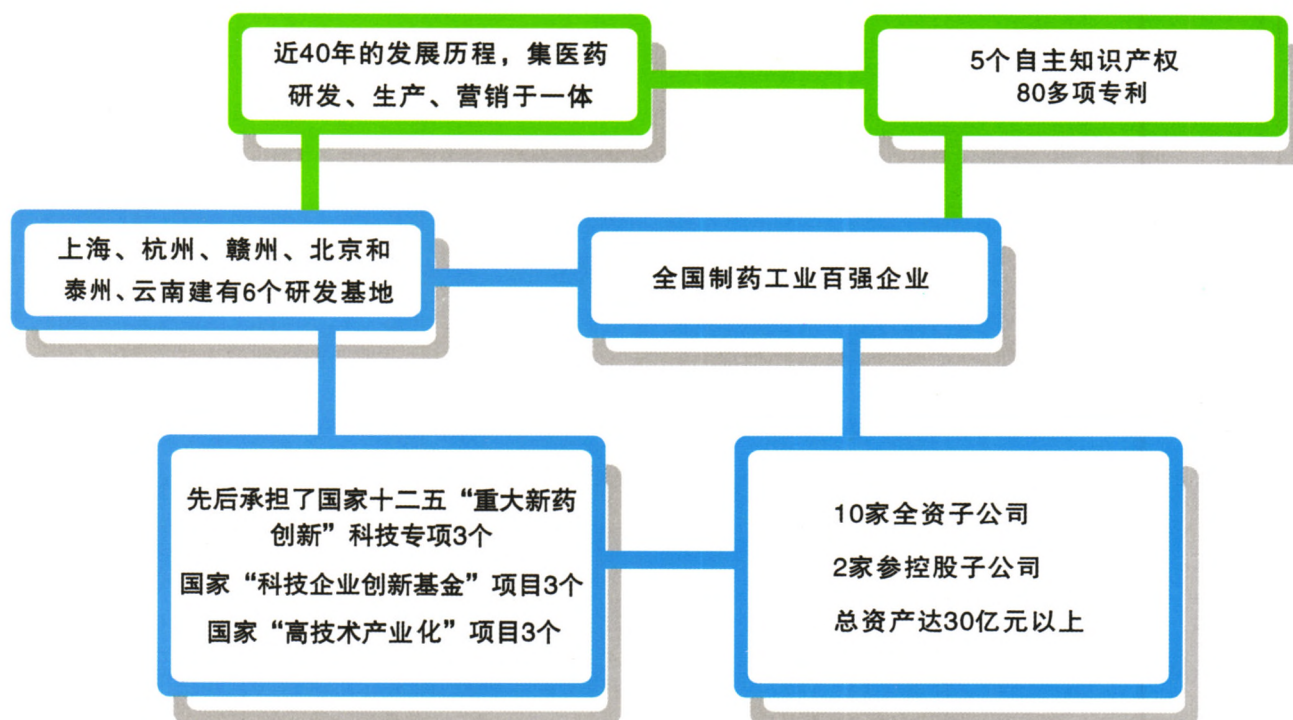 近40年的发展历程，集医药
研发、生产、营销于一体
5个自主知识产权
80多项专利
上海、杭州、赣州、北京和
泰州、云南建有6个研发基地
全国制药工业百强企业
先后承担了国家十二五“重大新药
创新”科技专项3个
国家“科技企业创新基金”项目3个
国家“高技术产业化”项目3个
10家全资子公司
2家参控股子公司
总资产达30亿元以上